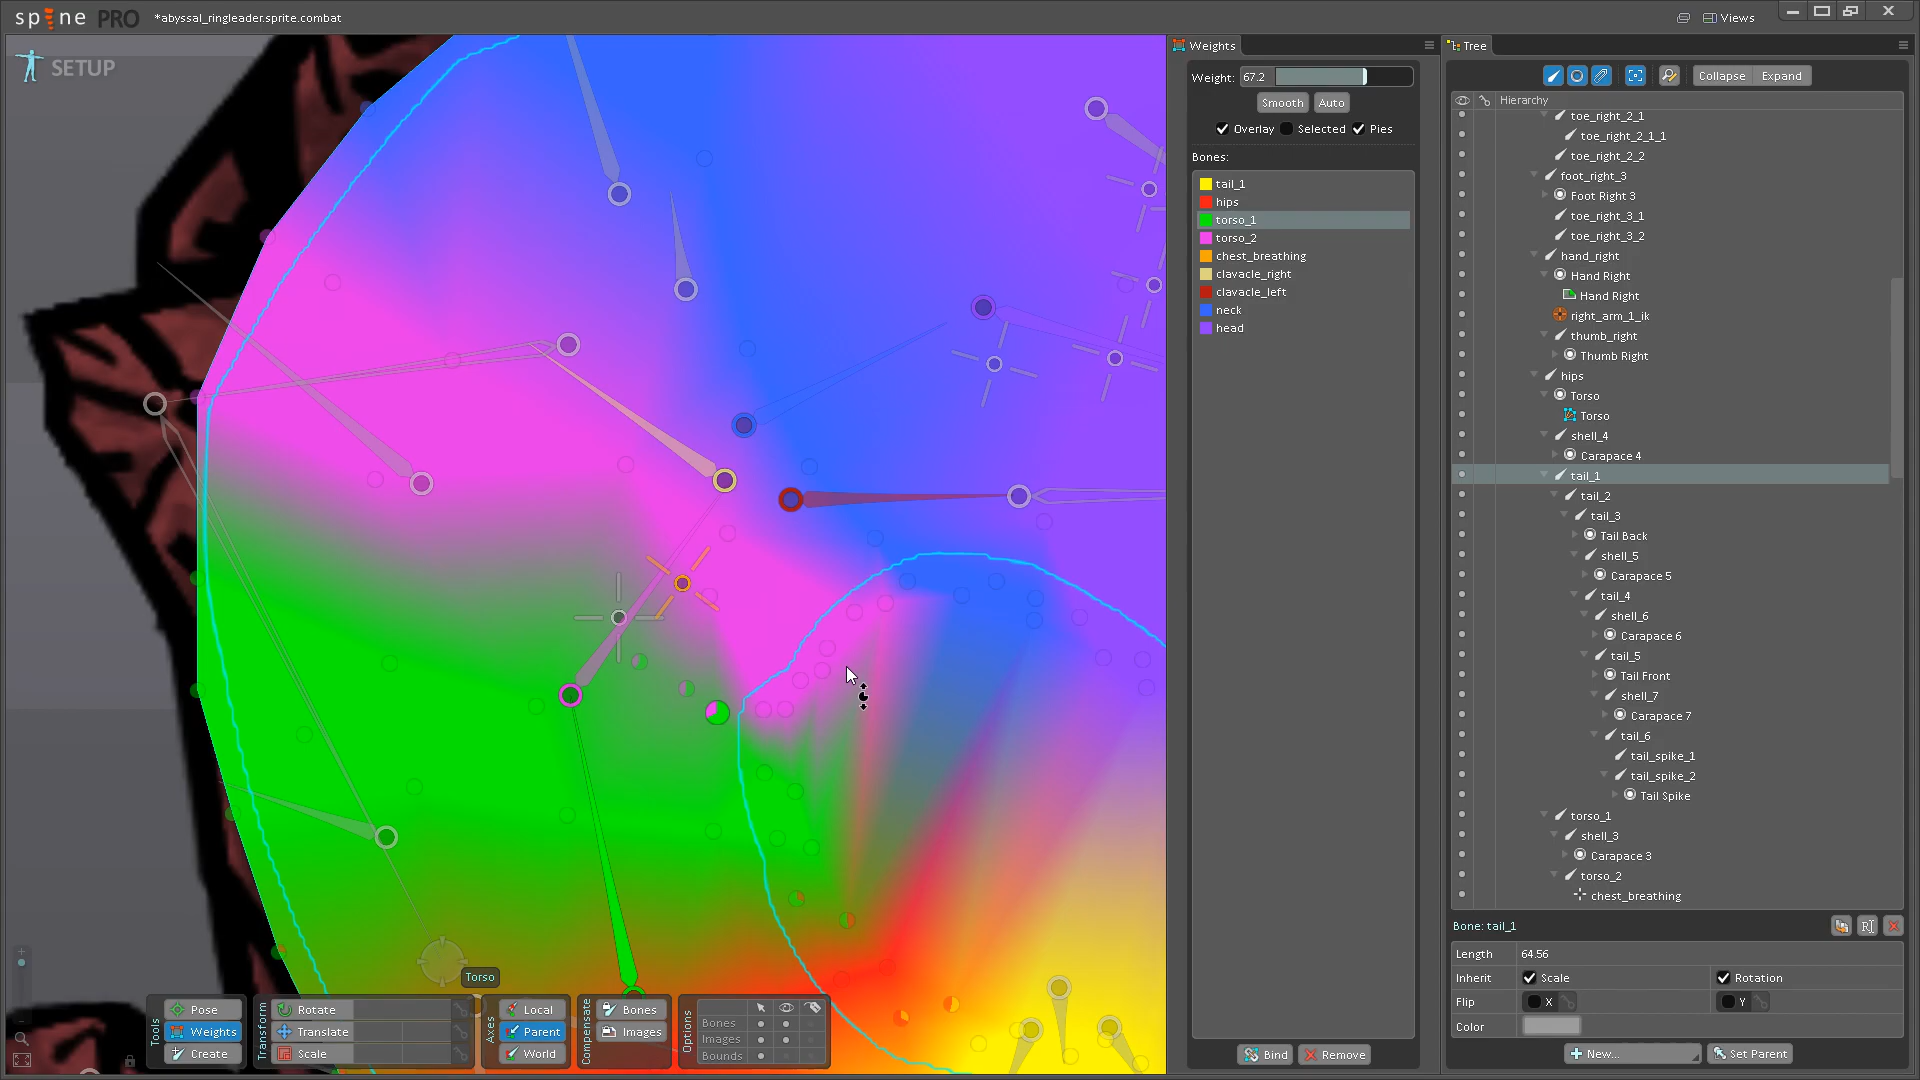 spine PRO *abyssal_ringleader.sprite.combat Views
SETUP
Weights
Weight: 67.2
Smooth Auto
Overlay Selected Pies
Bones:
tail_1
hips
torso_1
torso_2
chest_breathing
clavacle_right
clavacle_left
neck
head
Bind Remove
Tree
Collapse Expand
Hierarchy
toe_right_2_1
toe_right_2_1_1
toe_right_2_2
foot_right_3
Foot Right 3
toe_right_3_1
toe_right_3_2
hand_right
Hand Right
Hand Right
right_arm_1_ik
thumb_right
Thumb Right
hips
Torso
Torso
shell_4
Carapace 4
tail_1
tail_2
tail_3
Tail Back
shell_5
Carapace 5
tail_4
shell_6
Carapace 6
tail_5
Tail Front
shell_7
Carapace 7
tail_6
tail_spike_1
tail_spike_2
Tail Spike
torso_1
shell_3
Carapace 3
torso_2
chest_breathing
Bone: tail_1
Length 64.56
Inherit Scale Rotation
Flip X Y
Color
New... Set Parent
Torso
Tools
Pose
Weights
Create
Transform
Rotate
Translate
Scale
Axes
Local
Parent
World
Compensate
Bones
Images
Options
Bones
Images
Bounds